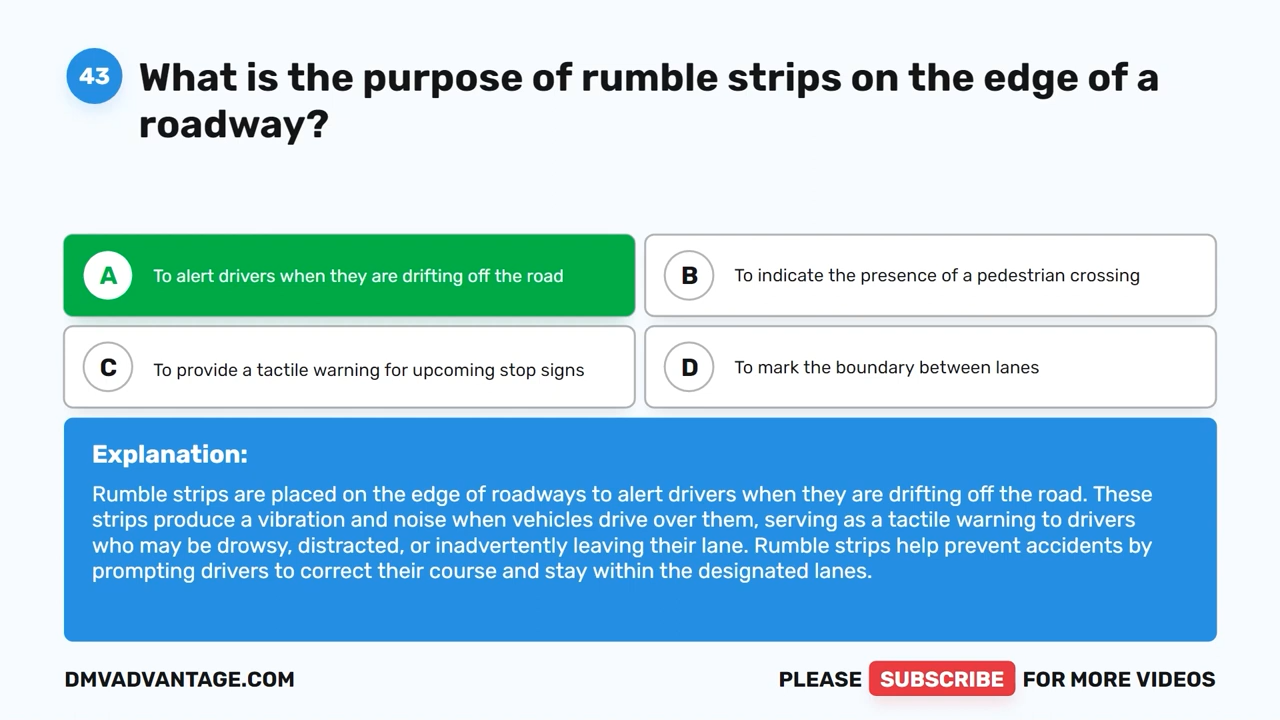 43
What is the purpose of rumble strips on the edge of a
roadway?
A To alert drivers when they are drifting off the road
B To indicate the presence of a pedestrian crossing
C To provide a tactile warning for upcoming stop signs
D To mark the boundary between lanes
Explanation:
Rumble strips are placed on the edge of roadways to alert drivers when they are drifting off the road. These
strips produce a vibration and noise when vehicles drive over them, serving as a tactile warning to drivers
who may be drowsy, distracted, or inadvertently leaving their lane. Rumble strips help prevent accidents by
prompting drivers to correct their course and stay within the designated lanes.
DMVADVANTAGE.COM
PLEASE SUBSCRIBE FOR MORE VIDEOS